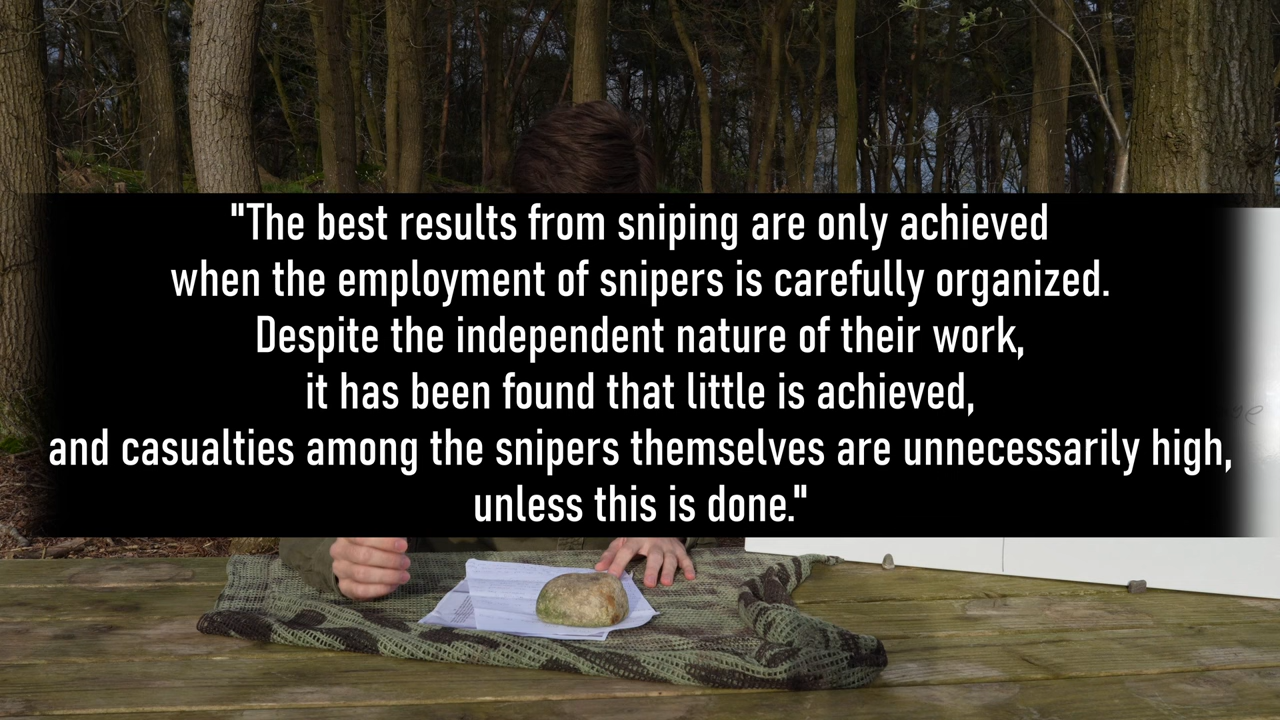 "The best results from sniping are only achieved
when the employment of snipers is carefully organized.
Despite the independent nature of their work,
it has been found that little is achieved,
and casualties among the snipers themselves are unnecessarily high,
unless this is done."